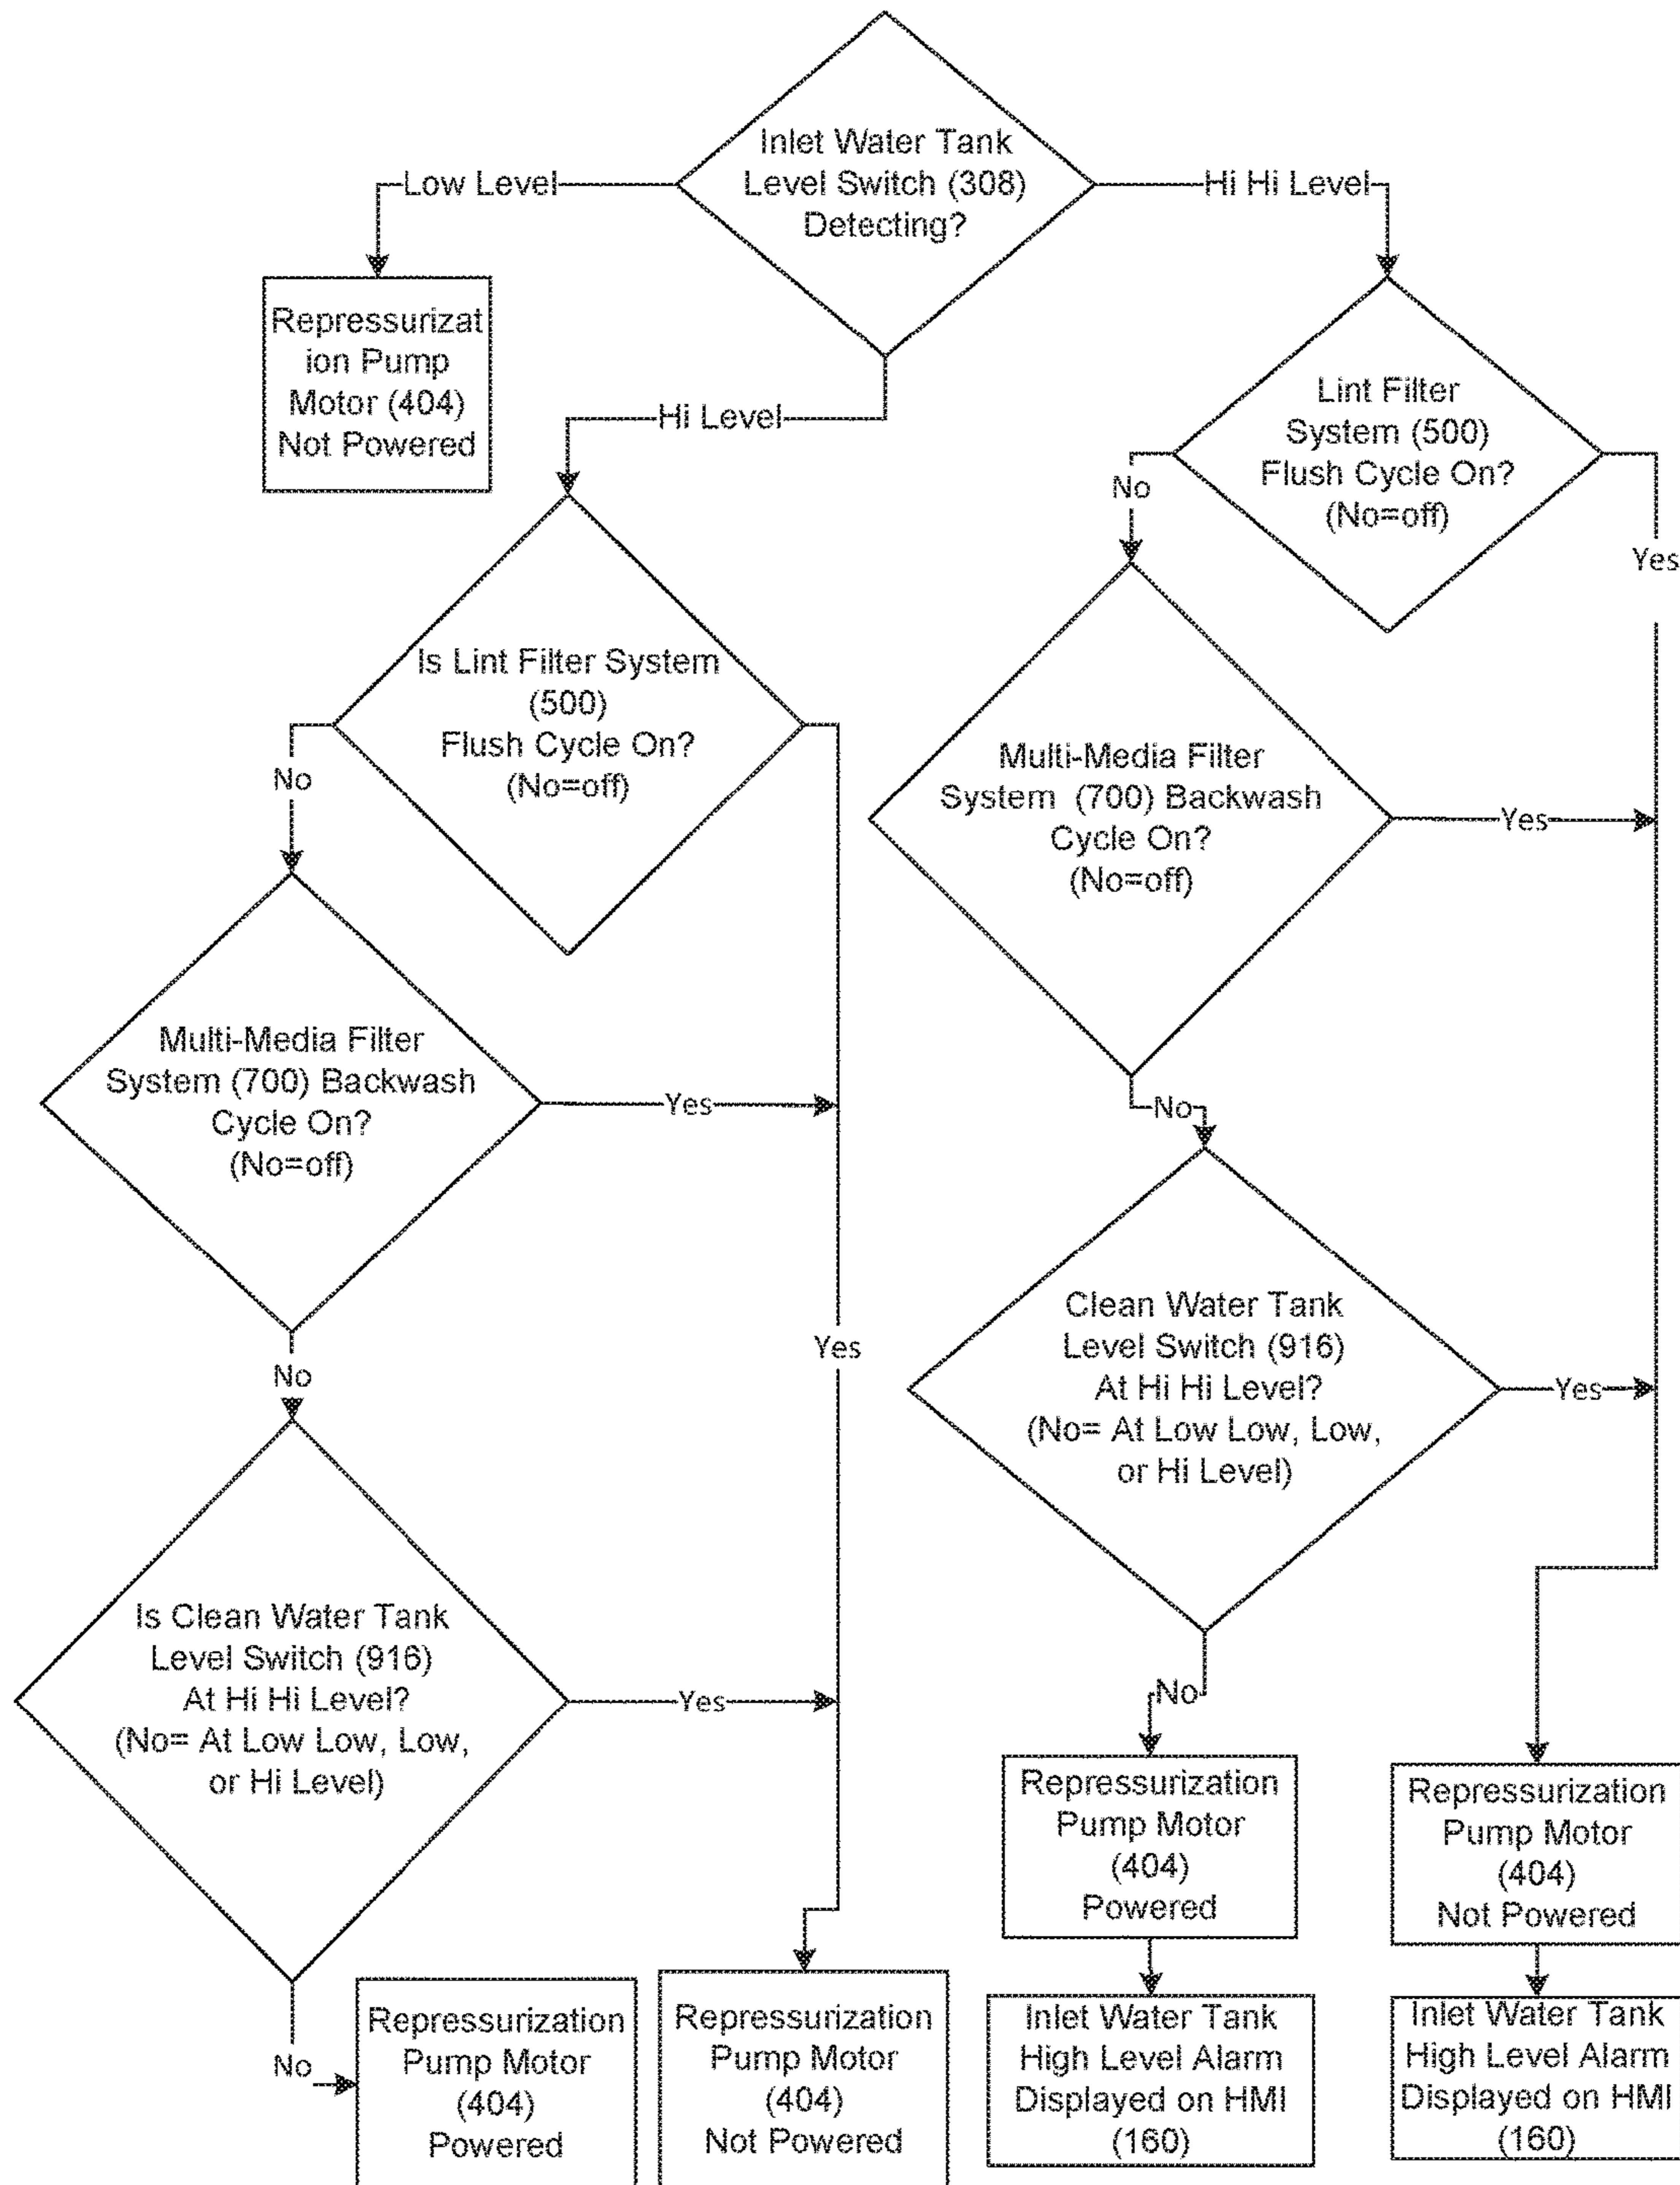 Inlet Water Tank
Level Switch (308)
Detecting?
Low Level
Hi Hi Level
Repressurizat
ion Pump
Motor (404)
Not Powered
Hi Level
Lint Filter
System (500)
Flush Cycle On?
(No=off)
No
Yes
Is Lint Filter System
(500)
Flush Cycle On?
(No=off)
No
Multi-Media Filter
System (700) Backwash
Cycle On?
(No=off)
Yes
Multi-Media Filter
System (700) Backwash
Cycle On?
(No=off)
Yes
No
Clean Water Tank
Level Switch (916)
At Hi Hi Level?
(No= At Low Low, Low,
or Hi Level)
Yes
Yes
No
Is Clean Water Tank
Level Switch (916)
At Hi Hi Level?
(No= At Low Low, Low,
or Hi Level)
Yes
No
Repressurization
Pump Motor
(404)
Powered
Repressurization
Pump Motor
(404)
Not Powered
No
Repressurization
Pump Motor
(404)
Powered
Repressurization
Pump Motor
(404)
Not Powered
Inlet Water Tank
High Level Alarm
Displayed on HMI
(160)
Inlet Water Tank
High Level Alarm
Displayed on HMI
(160)